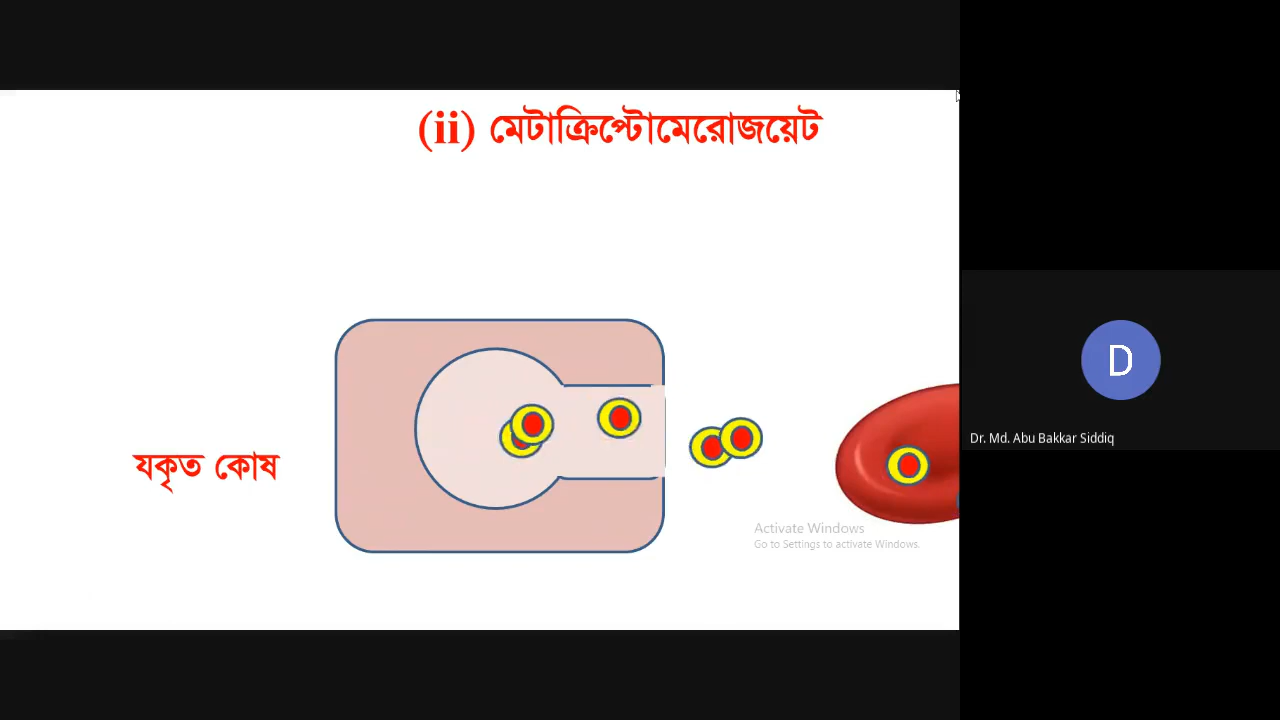 (ii) মেটাক্রিপ্টোমেরোজয়েট
যকৃত কোষ
Activate Windows
Go to Settings to activate Windows.
D
Dr. Md. Abu Bakkar Siddiq